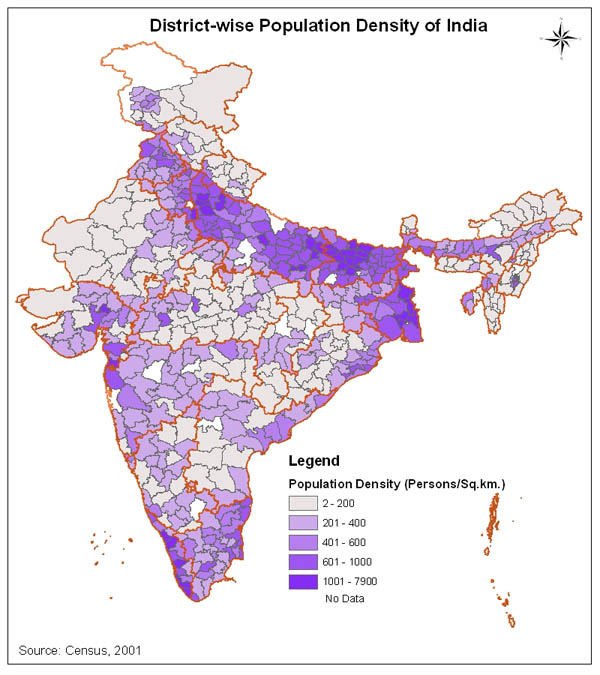 District-wise Population Density of India
N
Legend
Population Density (Persons/Sq.km.)
2 - 200
201 - 400
401 - 600
601 - 1000
1001 - 7900
No Data
Source: Census, 2001